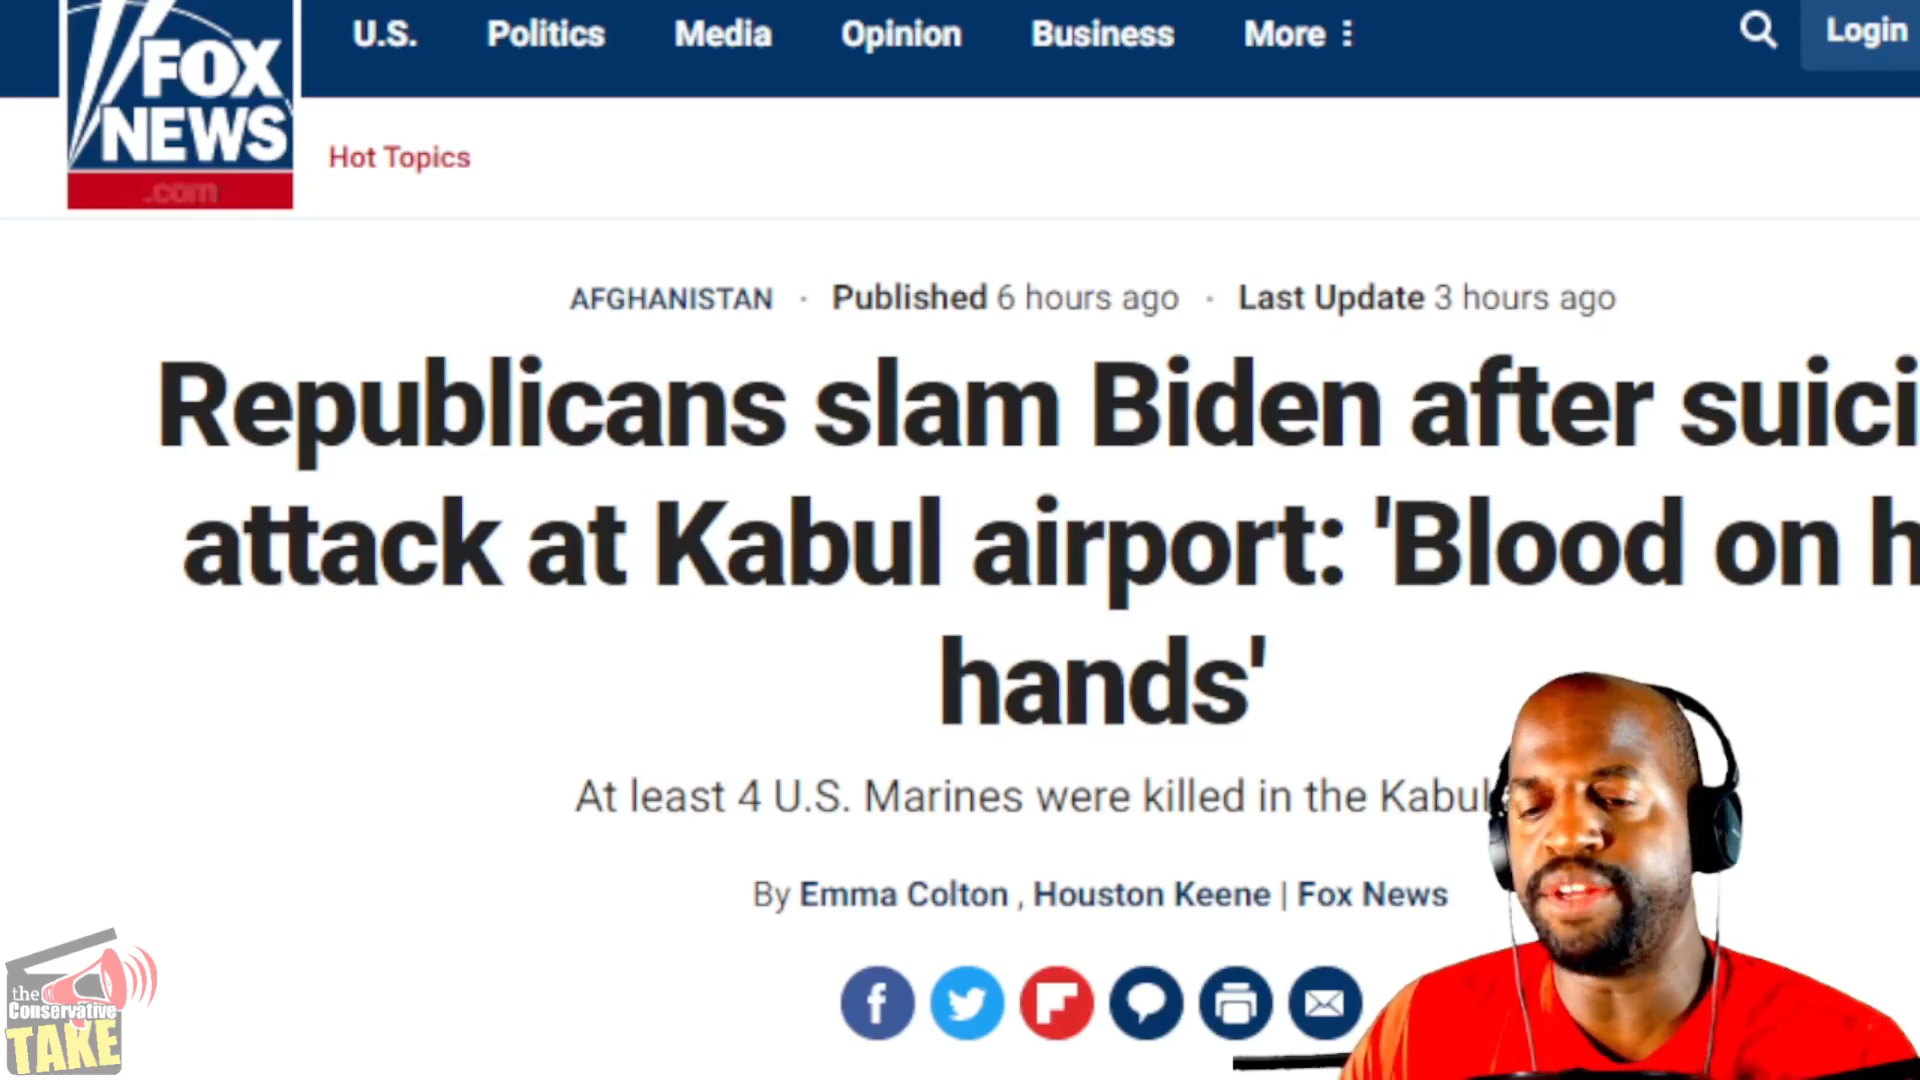 FOX
NEWS
.com
U.S. Politics Media Opinion Business More Login
Hot Topics
AFGHANISTAN · Published 6 hours ago · Last Update 3 hours ago
Republicans slam Biden after suici
attack at Kabul airport: 'Blood on h
hands'
At least 4 U.S. Marines were killed in the Kabul
By Emma Colton , Houston Keene | Fox News
the
Conservative
TAKE